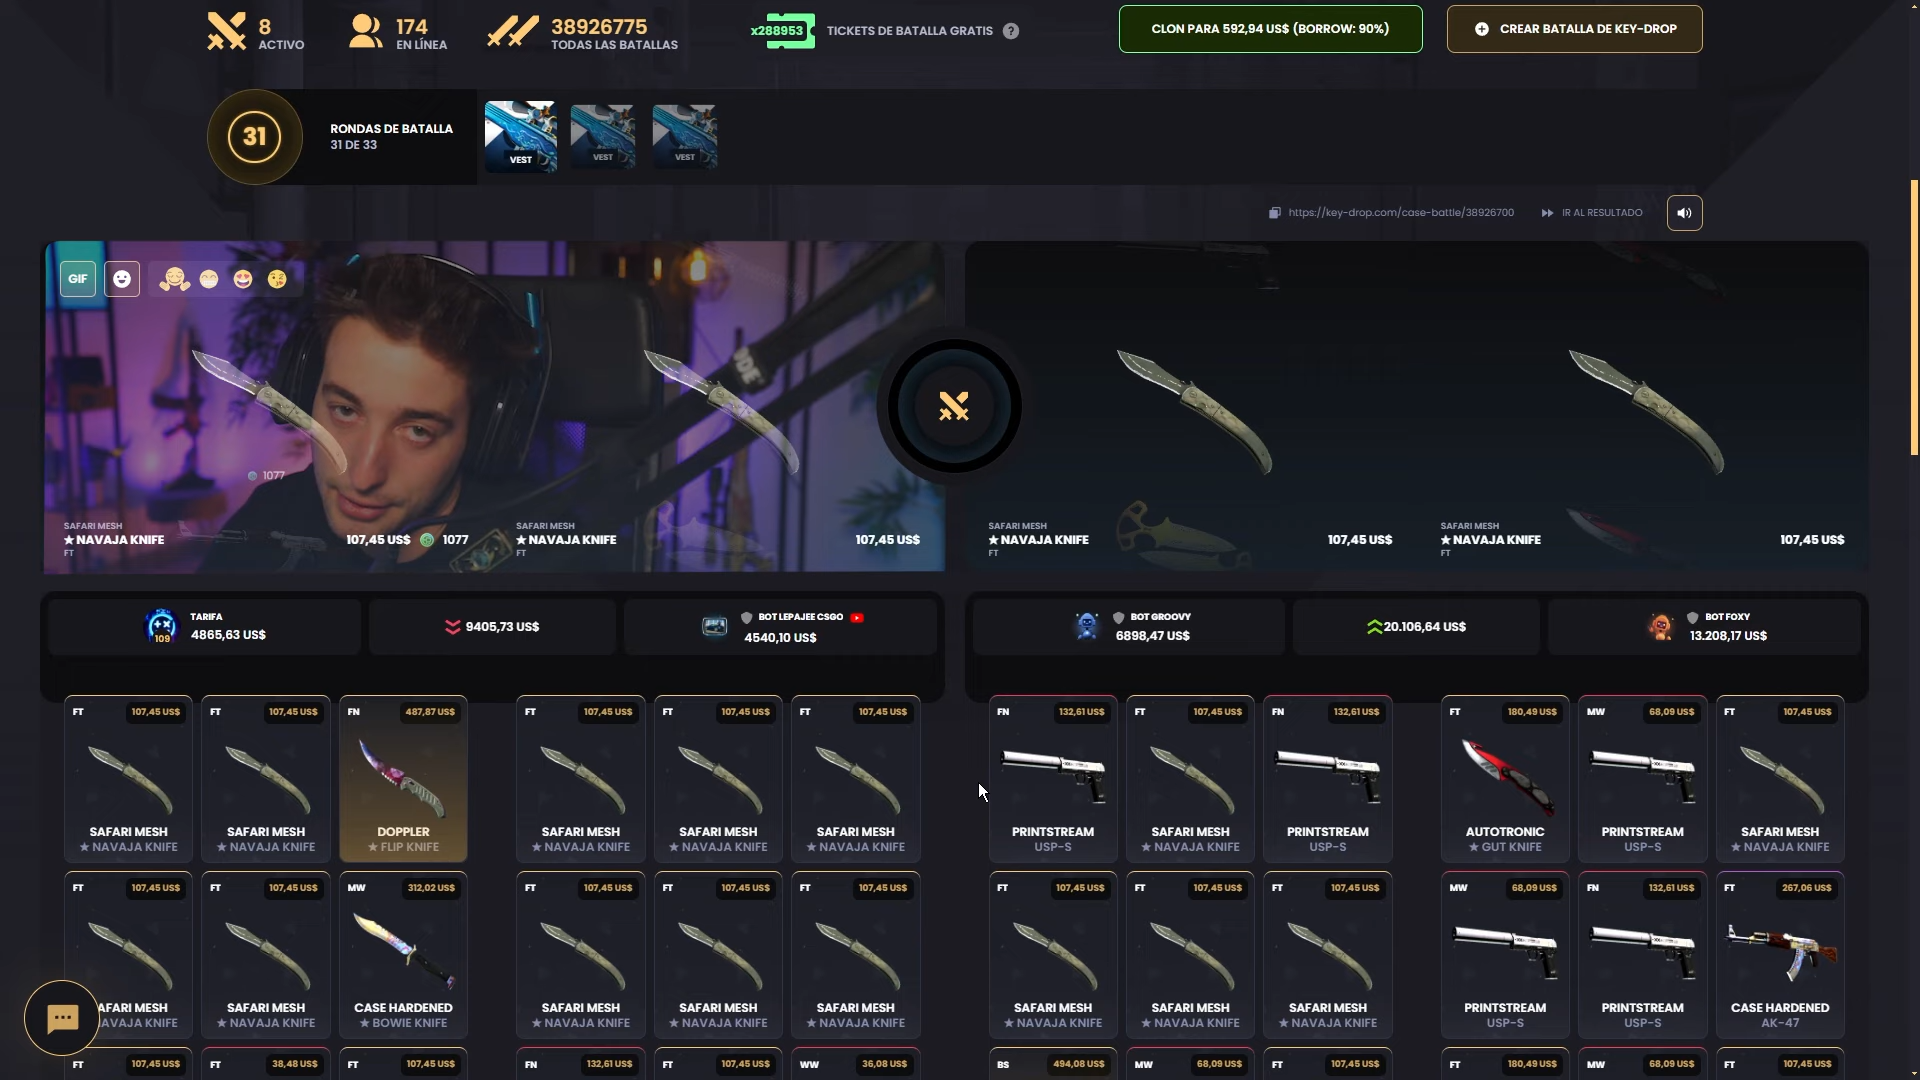 8
ACTIVO
174
EN LÍNEA
38926775
TODAS LAS BATALLAS
x288953
TICKETS DE BATALLA GRATIS
?
CLON PARA 592,94 US$ (BORROW: 90%)
CREAR BATALLA DE KEY-DROP
31
RONDAS DE BATALLA
31 DE 33
VEST
VEST
VEST
https://key-drop.com/case-battle/38926700
IR AL RESULTADO
GIF
1077
SAFARI MESH
★ NAVAJA KNIFE
FT
107,45 US$
1077
SAFARI MESH
★ NAVAJA KNIFE
FT
107,45 US$
SAFARI MESH
★ NAVAJA KNIFE
FT
107,45 US$
SAFARI MESH
★ NAVAJA KNIFE
FT
107,45 US$
109
TARIFA
4865,63 US$
9405,73 US$
BOT LEPAJEE CSGO
4540,10 US$
BOT GROOVY
6898,47 US$
20.106,64 US$
BOT FOXY
13.208,17 US$
FT 107,45 US$ FT 107,45 US$ FN 487,87 US$ FT 107,45 US$ FT 107,45 US$ FT 107,45 US$ FN 132,61 US$ FT 107,45 US$ FN 132,61 US$ FT 180,49 US$ MW 68,09 US$ FT 107,45 US$
SAFARI MESH SAFARI MESH DOPPLER SAFARI MESH SAFARI MESH SAFARI MESH PRINTSTREAM SAFARI MESH PRINTSTREAM AUTOTRONIC PRINTSTREAM SAFARI MESH
★ NAVAJA KNIFE ★ NAVAJA KNIFE ★ FLIP KNIFE ★ NAVAJA KNIFE ★ NAVAJA KNIFE ★ NAVAJA KNIFE USP-S ★ NAVAJA KNIFE USP-S ★ GUT KNIFE USP-S ★ NAVAJA KNIFE
FT 107,45 US$ FT 107,45 US$ MW 312,02 US$ FT 107,45 US$ FT 107,45 US$ FT 107,45 US$ FT 107,45 US$ FT 107,45 US$ FT 107,45 US$ MW 68,09 US$ FN 132,61 US$ FT 267,06 US$
AFARI MESH SAFARI MESH CASE HARDENED SAFARI MESH SAFARI MESH SAFARI MESH SAFARI MESH SAFARI MESH SAFARI MESH PRINTSTREAM PRINTSTREAM CASE HARDENED
AVAJA KNIFE ★ NAVAJA KNIFE ★ BOWIE KNIFE ★ NAVAJA KNIFE ★ NAVAJA KNIFE ★ NAVAJA KNIFE ★ NAVAJA KNIFE ★ NAVAJA KNIFE ★ NAVAJA KNIFE USP-S USP-S AK-47
FT 107,45 US$ FT 38,48 US$ FT 107,45 US$ FN 132,61 US$ FT 107,45 US$ WW 36,08 US$ BS 494,08 US$ MW 68,09 US$ FT 107,45 US$ FT 180,49 US$ MW 68,09 US$ FT 107,45 US$